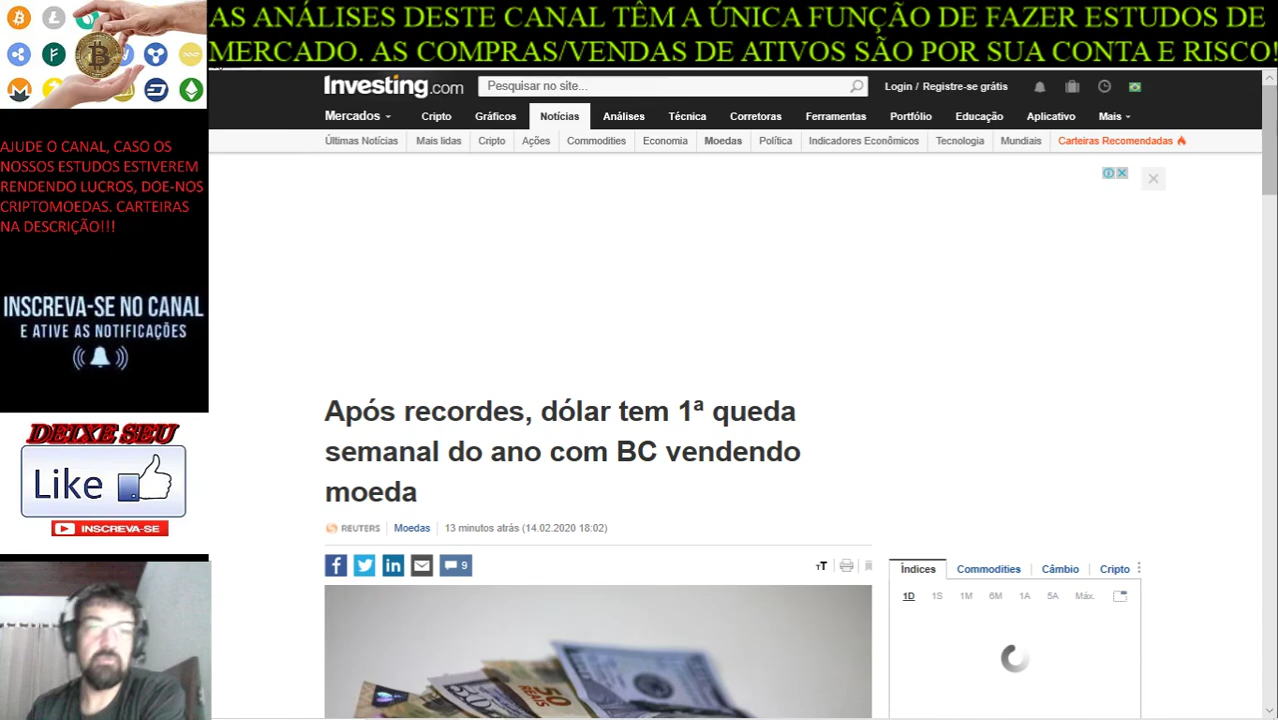 AS ANÁLISES DESTE CANAL TÊM A ÚNICA FUNÇÃO DE FAZER ESTUDOS DE
MERCADO. AS COMPRAS/VENDAS DE ATIVOS SÃO POR SUA CONTA E RISCO!
AJUDE O CANAL, CASO OS
NOSSOS ESTUDOS ESTIVEREM
RENDENDO LUCROS, DOE-NOS
CRIPTOMOEDAS. CARTEIRAS
NA DESCRIÇÃO!!!
INSCREVA-SE NO CANAL
E ATIVE AS NOTIFICAÇÕES
DEIXE SEU
Like
INSCREVA-SE
Investing.com
Pesquisar no site...
Login / Registre-se grátis
Mercados Cripto Gráficos Notícias Análises Técnica Corretoras Ferramentas Portfólio Educação Aplicativo Mais
Últimas Notícias Mais lidas Cripto Ações Commodities Economia Moedas Política Indicadores Econômicos Tecnologia Mundiais Carteiras Recomendadas
Após recordes, dólar tem 1ª queda
semanal do ano com BC vendendo
moeda
REUTERS Moedas 13 minutos atrás (14.02.2020 18:02)
9
TT
Índices Commodities Câmbio Cripto
1D 1S 1M 6M 1A 5A Máx.
50
REAIS